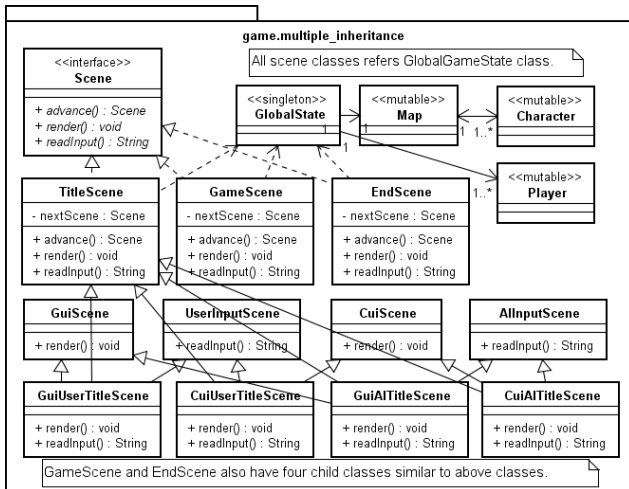 game.multiple_inheritance
<<interface>>
Scene
+ advance() : Scene
+ render() : void
+ readInput() : String
All scene classes refers GlobalGameState class.
<<singleton>>
GlobalState
<<mutable>>
Map
<<mutable>>
Character
<<mutable>>
Player
1
1
1
1
1..*
1..*
TitleScene
- nextScene : Scene
+ advance() : Scene
+ render() : void
+ readInput() : String
GameScene
- nextScene : Scene
+ advance() : Scene
+ render() : void
+ readInput() : String
EndScene
- nextScene : Scene
+ advance() : Scene
+ render() : void
+ readInput() : String
GuiScene
+ render() : void
UserInputScene
+ readInput() : String
CuiScene
+ render() : void
AIInputScene
+ readInput() : String
GuiUserTitleScene
+ render() : void
+ readInput() : String
CuiUserTitleScene
+ render() : void
+ readInput() : String
GuiAITitleScene
+ render() : void
+ readInput() : String
CuiAITitleScene
+ render() : void
+ readInput() : String
GameScene and EndScene also have four child classes similar to above classes.